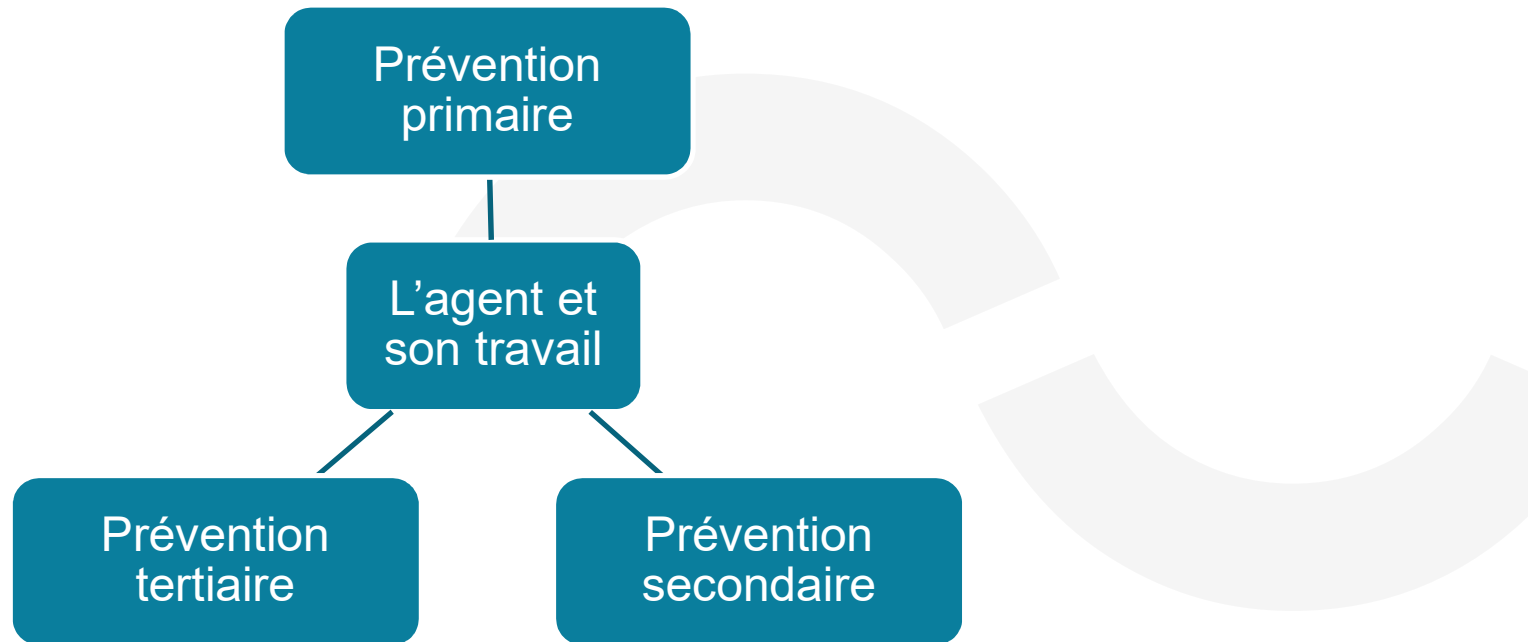 Prévention
primaire
L’agent et
son travail
Prévention
tertiaire
Prévention
secondaire